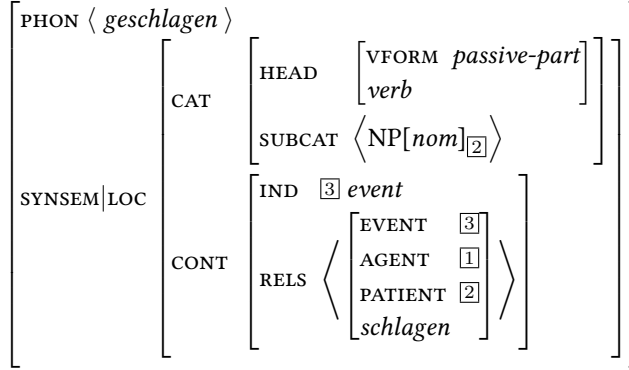 PHON ⟨ geschlagen ⟩
SYNSEM|LOC
CAT
HEAD
VFORM passive-part
verb
SUBCAT ⟨NP[nom]2⟩
CONT
IND 3 event
RELS ⟨
EVENT 3
AGENT 1
PATIENT 2
schlagen
⟩